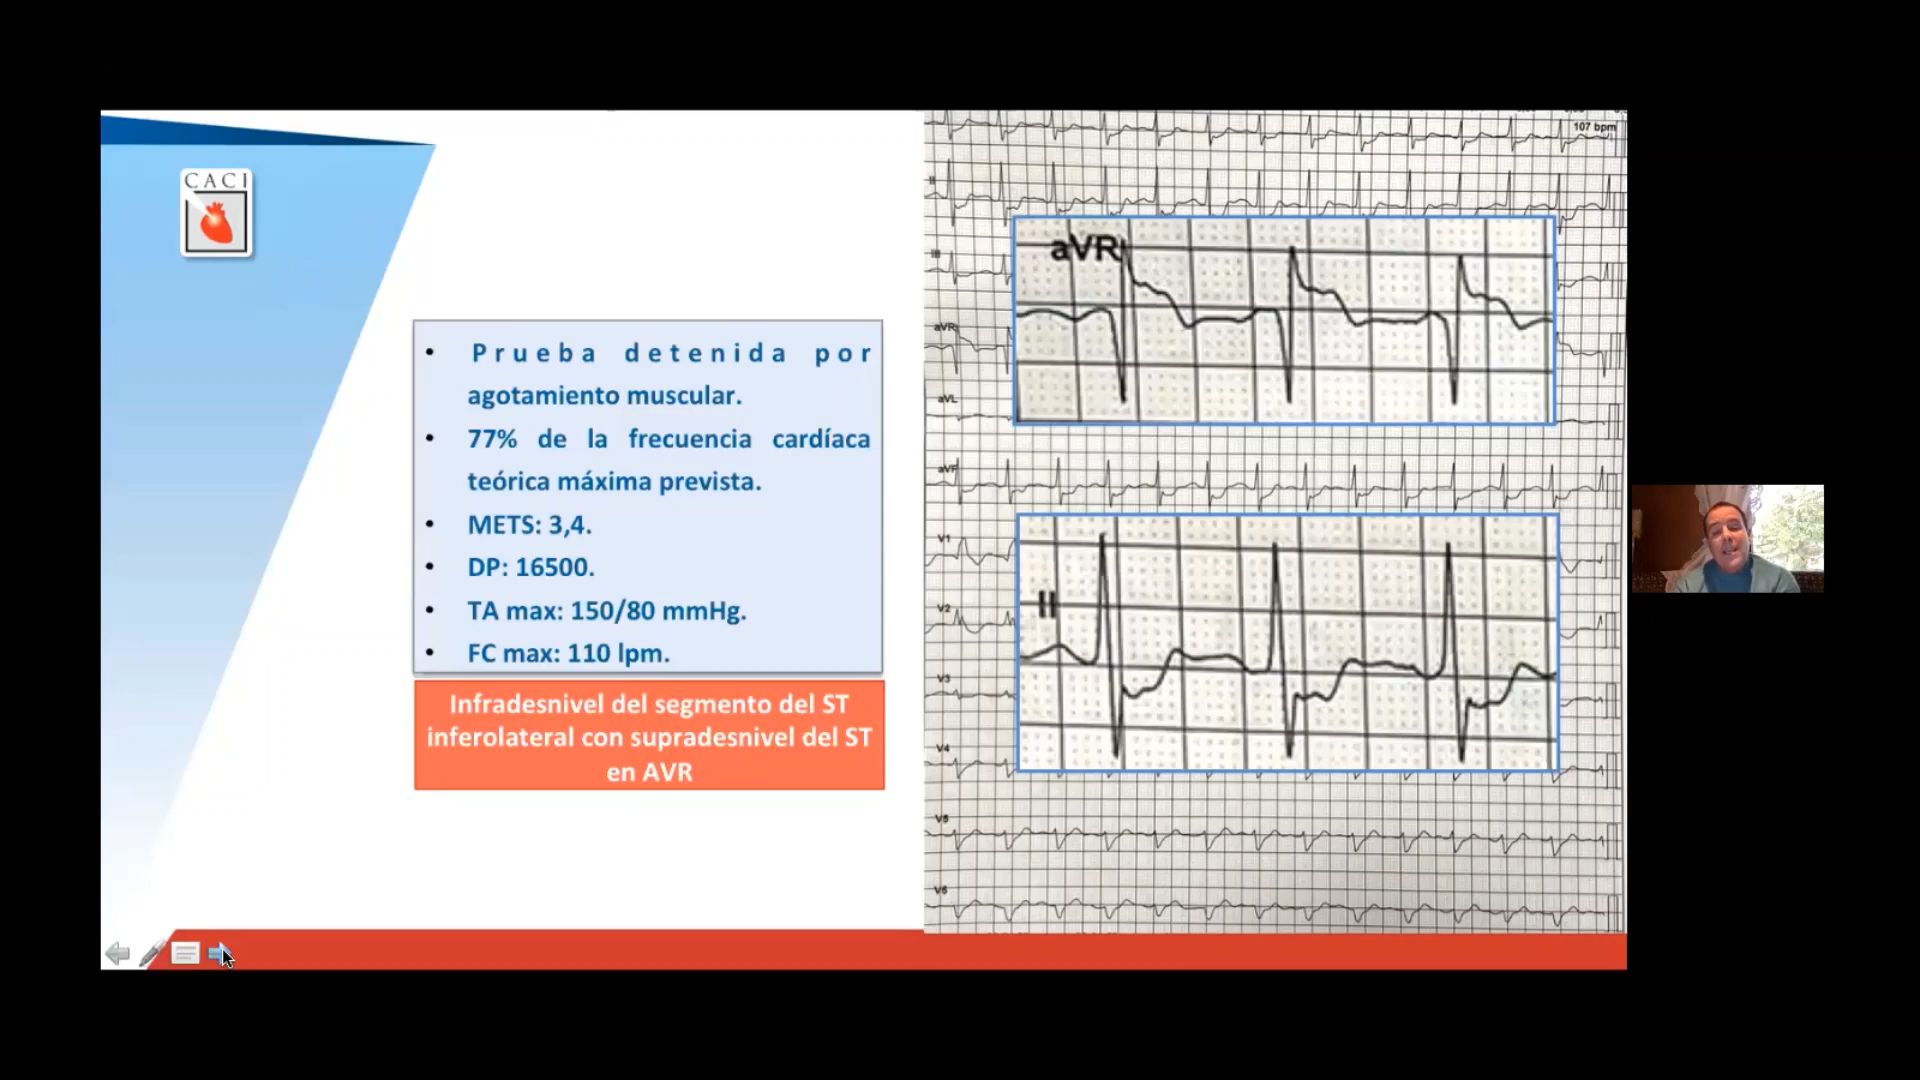 CACI
• Prueba detenida por
agotamiento muscular.
• 77% de la frecuencia cardíaca
teórica máxima prevista.
• METS: 3,4.
• DP: 16500.
• TA max: 150/80 mmHg.
• FC max: 110 lpm.
Infradesnivel del segmento del ST
inferolateral con supradesnivel del ST
en AVR
107 bpm
II
III
aVR
aVL
aVF
V1
V2
V3
V4
V5
V6
aVR
II